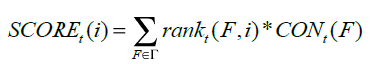 SCORE_t(i) = ∑_{F∈Γ} rank_t(F,i) * CON_t(F)